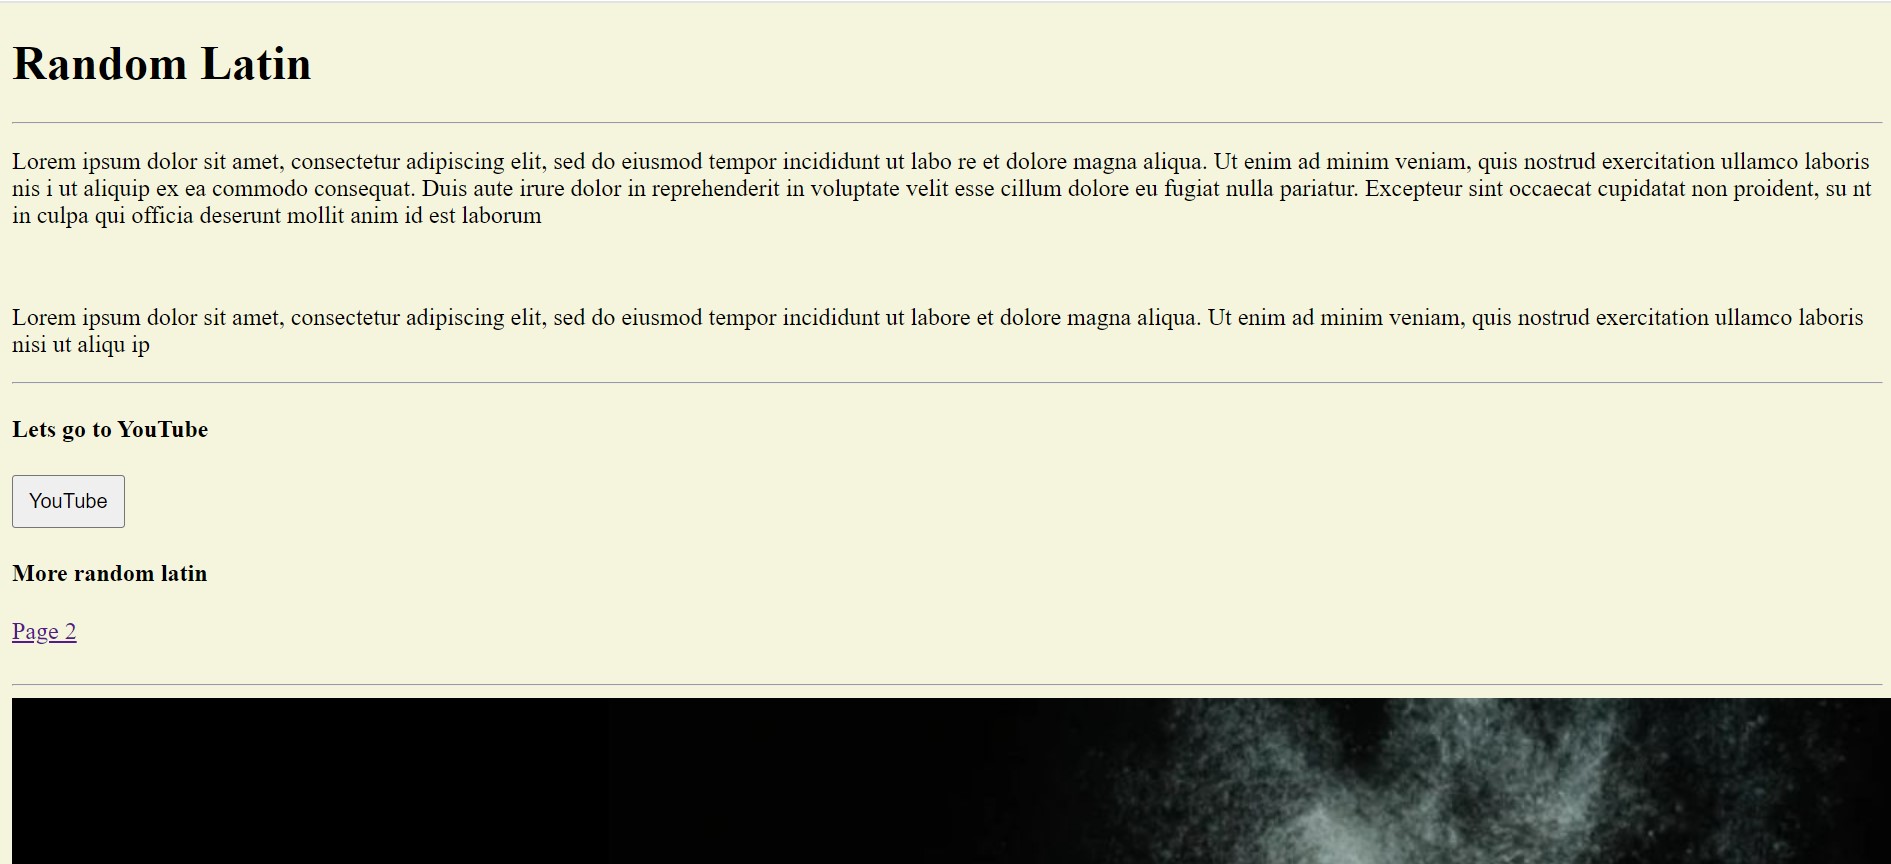 Random Latin
Lorem ipsum dolor sit amet, consectetur adipiscing elit, sed do eiusmod tempor incididunt ut labo re et dolore magna aliqua. Ut enim ad minim veniam, quis nostrud exercitation ullamco laboris
nis i ut aliquip ex ea commodo consequat. Duis aute irure dolor in reprehenderit in voluptate velit esse cillum dolore eu fugiat nulla pariatur. Excepteur sint occaecat cupidatat non proident, su nt
in culpa qui officia deserunt mollit anim id est laborum
Lorem ipsum dolor sit amet, consectetur adipiscing elit, sed do eiusmod tempor incididunt ut labore et dolore magna aliqua. Ut enim ad minim veniam, quis nostrud exercitation ullamco laboris
nisi ut aliqu ip
Lets go to YouTube
YouTube
More random latin
Page 2